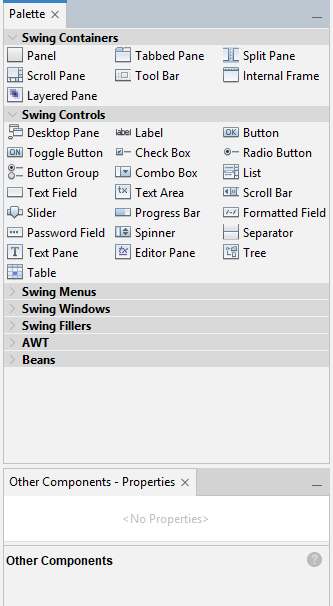 Palette
Swing Containers
Panel Tabbed Pane Split Pane
Scroll Pane Tool Bar Internal Frame
Layered Pane
Swing Controls
Desktop Pane label Label OK Button
ON Toggle Button Check Box Radio Button
Button Group Combo Box List
Text Field Text Area Scroll Bar
Slider Progress Bar Formatted Field
Password Field Spinner Separator
T Text Pane Editor Pane Tree
Table
Swing Menus
Swing Windows
Swing Fillers
AWT
Beans
Other Components - Properties
<No Properties>
Other Components ?